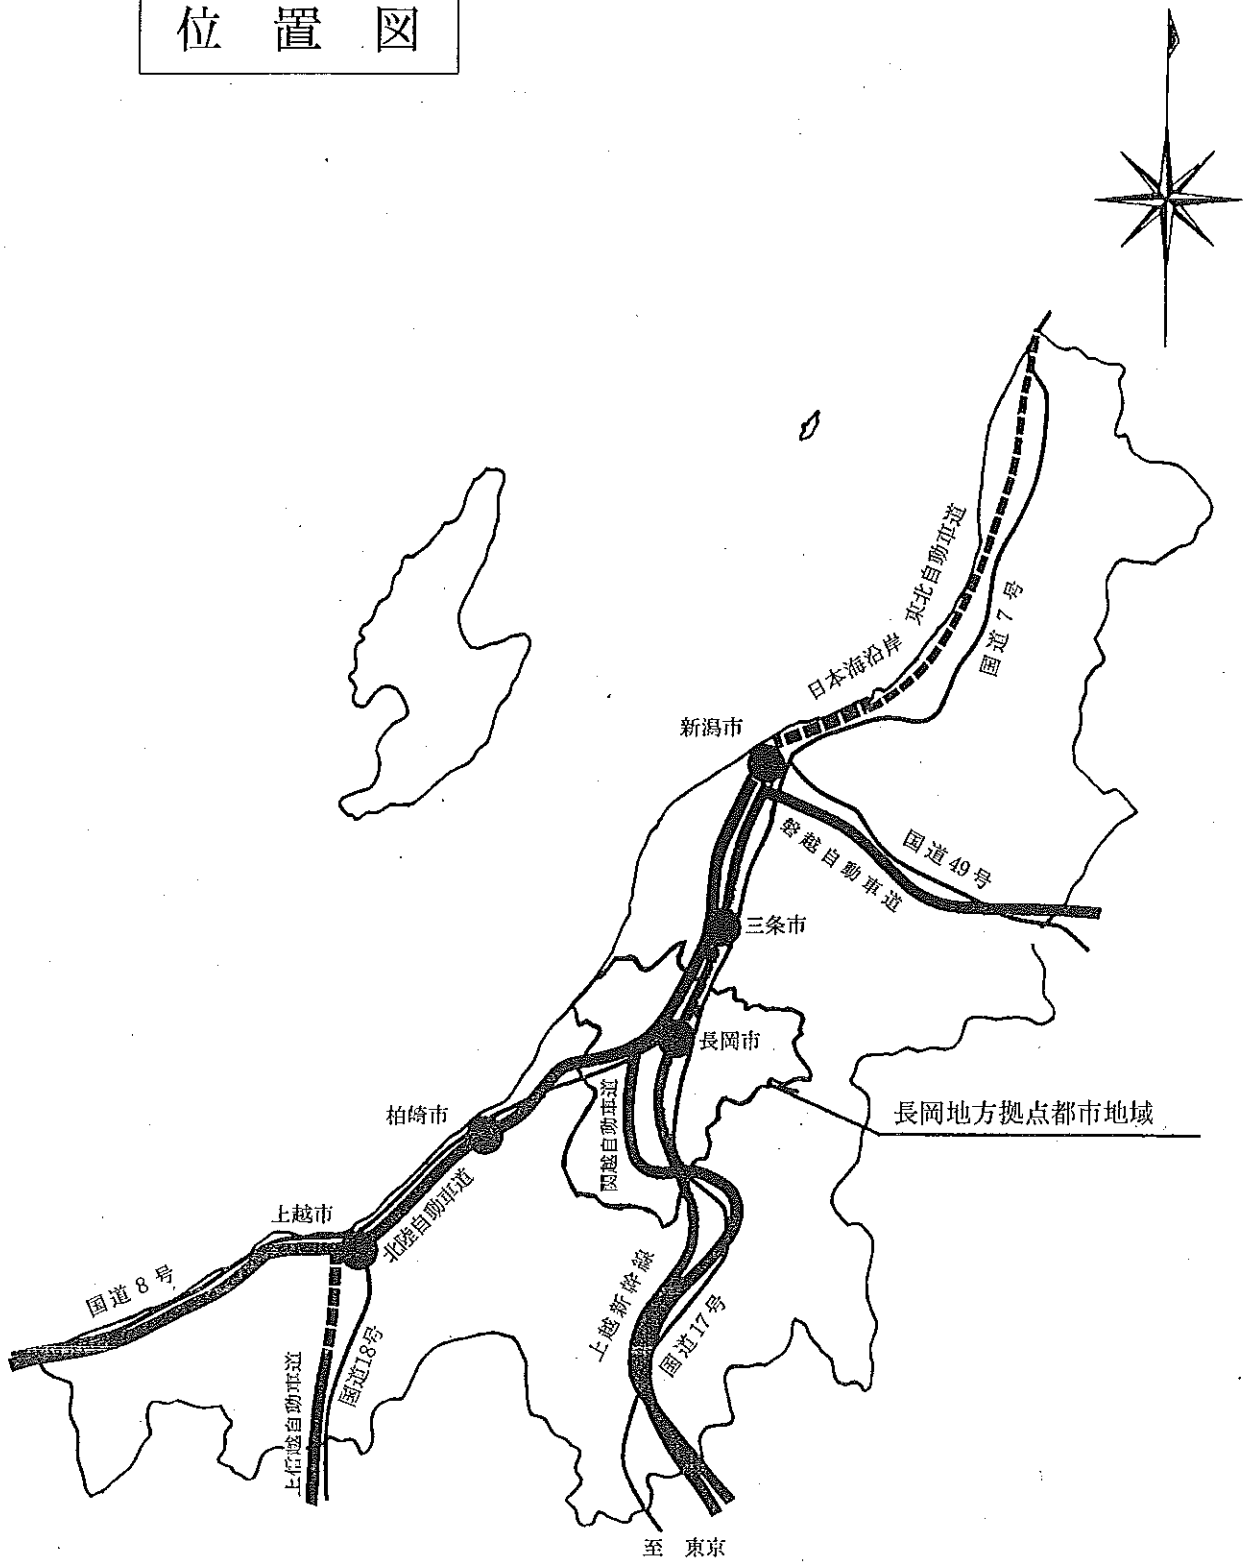 位置図
日本海沿岸東北自動車道
国道7号
新潟市
国道49号
磐越自動車道
三条市
長岡市
長岡地方拠点都市地域
関越自動車道
柏崎市
北陸自動車道
上越市
国道8号
上越新幹線
国道17号
国道18号
上信越自動車道
至 東京